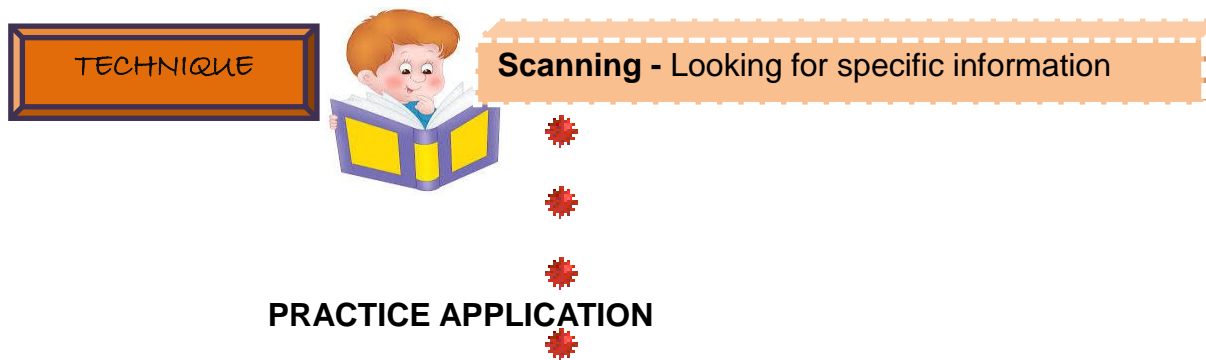 TECHNIQUE
Scanning - Looking for specific information
PRACTICE APPLICATION